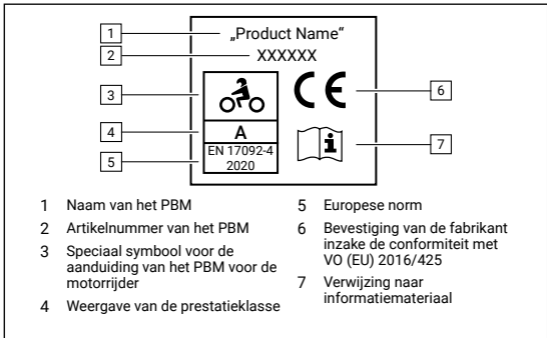 1
„Product Name“
2
XXXXXX
3
CE
6
4
A
i
7
5
EN 17092-4
2020
1 Naam van het PBM
2 Artikelnummer van het PBM
3 Speciaal symbool voor de
aanduiding van het PBM voor de
motorrijder
4 Weergave van de prestatieklasse
5 Europese norm
6 Bevestiging van de fabrikant
inzake de conformiteit met
VO (EU) 2016/425
7 Verwijzing naar
informatiemateriaal